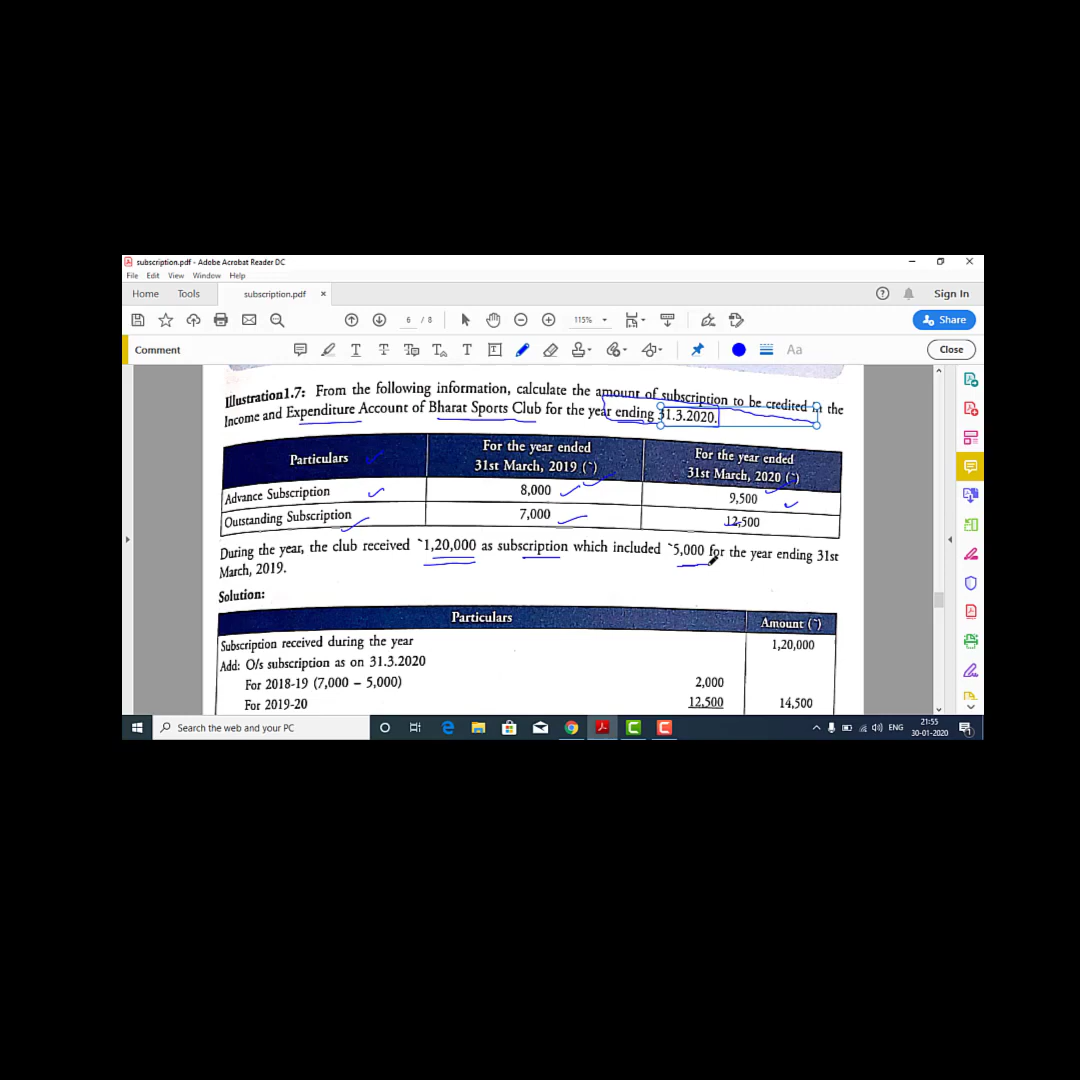 subscription.pdf - Adobe Acrobat Reader DC
File Edit View Window Help
Home Tools subscription.pdf × Sign In
6 / 8 115% Share
Comment Aa Close
Illustration1.7: From the following information, calculate the amount of subscription to be credited in the
Income and Expenditure Account of Bharat Sports Club for the year ending 31.3.2020.
Particulars For the year ended 31st March, 2019 (`) For the year ended 31st March, 2020 (`)
Advance Subscription 8,000 9,500
Outstanding Subscription 7,000 12,500
During the year, the club received `1,20,000 as subscription which included `5,000 for the year ending 31st
March, 2019.
Solution:
Particulars Amount (`)
Subscription received during the year 1,20,000
Add: O/s subscription as on 31.3.2020
For 2018-19 (7,000 – 5,000) 2,000
For 2019-20 12,500 14,500
Search the web and your PC ENG 21:55
30-01-2020